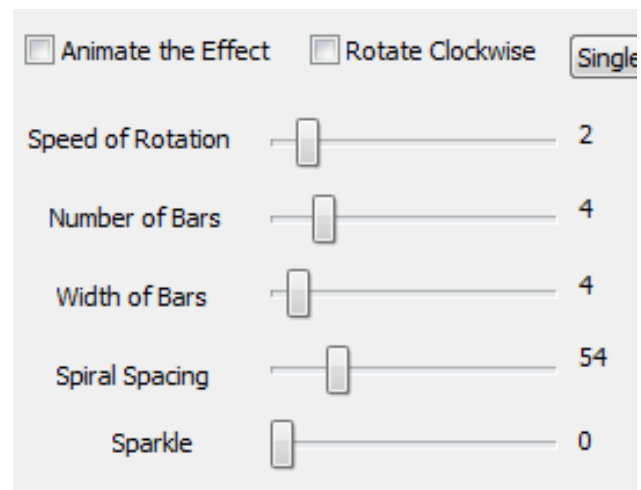 Animate the Effect Rotate Clockwise Single
Speed of Rotation 2
Number of Bars 4
Width of Bars 4
Spiral Spacing 54
Sparkle 0